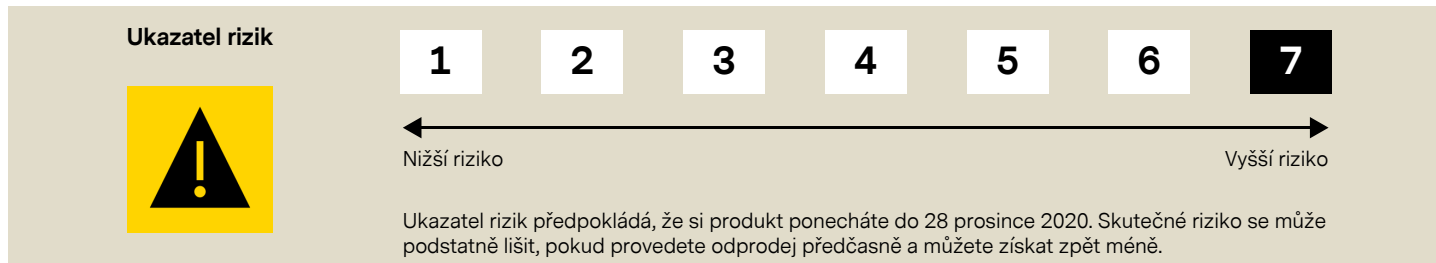 Ukazatel rizik
1 2 3 4 5 6 7
Nižší riziko Vyšší riziko
Ukazatel rizik předpokládá, že si produkt ponecháte do 28 prosince 2020. Skutečné riziko se může
podstatně lišit, pokud provedete odprodej předčasně a můžete získat zpět méně.